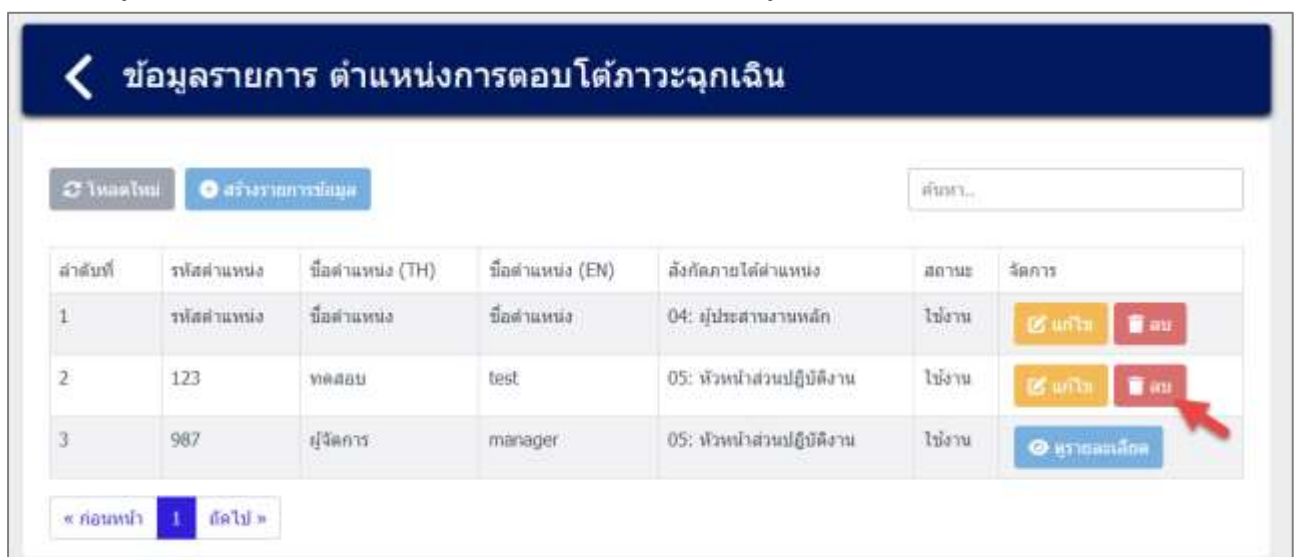 ข้อมูลรายการ ตำแหน่งการตอบโต้ภาวะฉุกเฉิน
โหลดใหม่ สร้างรายการข้อมูล ค้นหา...
ลำดับที่ รหัสตำแหน่ง ชื่อตำแหน่ง (TH) ชื่อตำแหน่ง (EN) สังกัดภายใต้ตำแหน่ง สถานะ จัดการ
1 รหัสตำแหน่ง ชื่อตำแหน่ง ชื่อตำแหน่ง 04: ผู้ประสานงานหลัก ใช้งาน แก้ไข ลบ
2 123 ทดสอบ test 05: หัวหน้าส่วนปฏิบัติงาน ใช้งาน แก้ไข ลบ
3 987 ผู้จัดการ manager 05: หัวหน้าส่วนปฏิบัติงาน ใช้งาน ดูรายละเอียด
« ก่อนหน้า 1 ถัดไป »